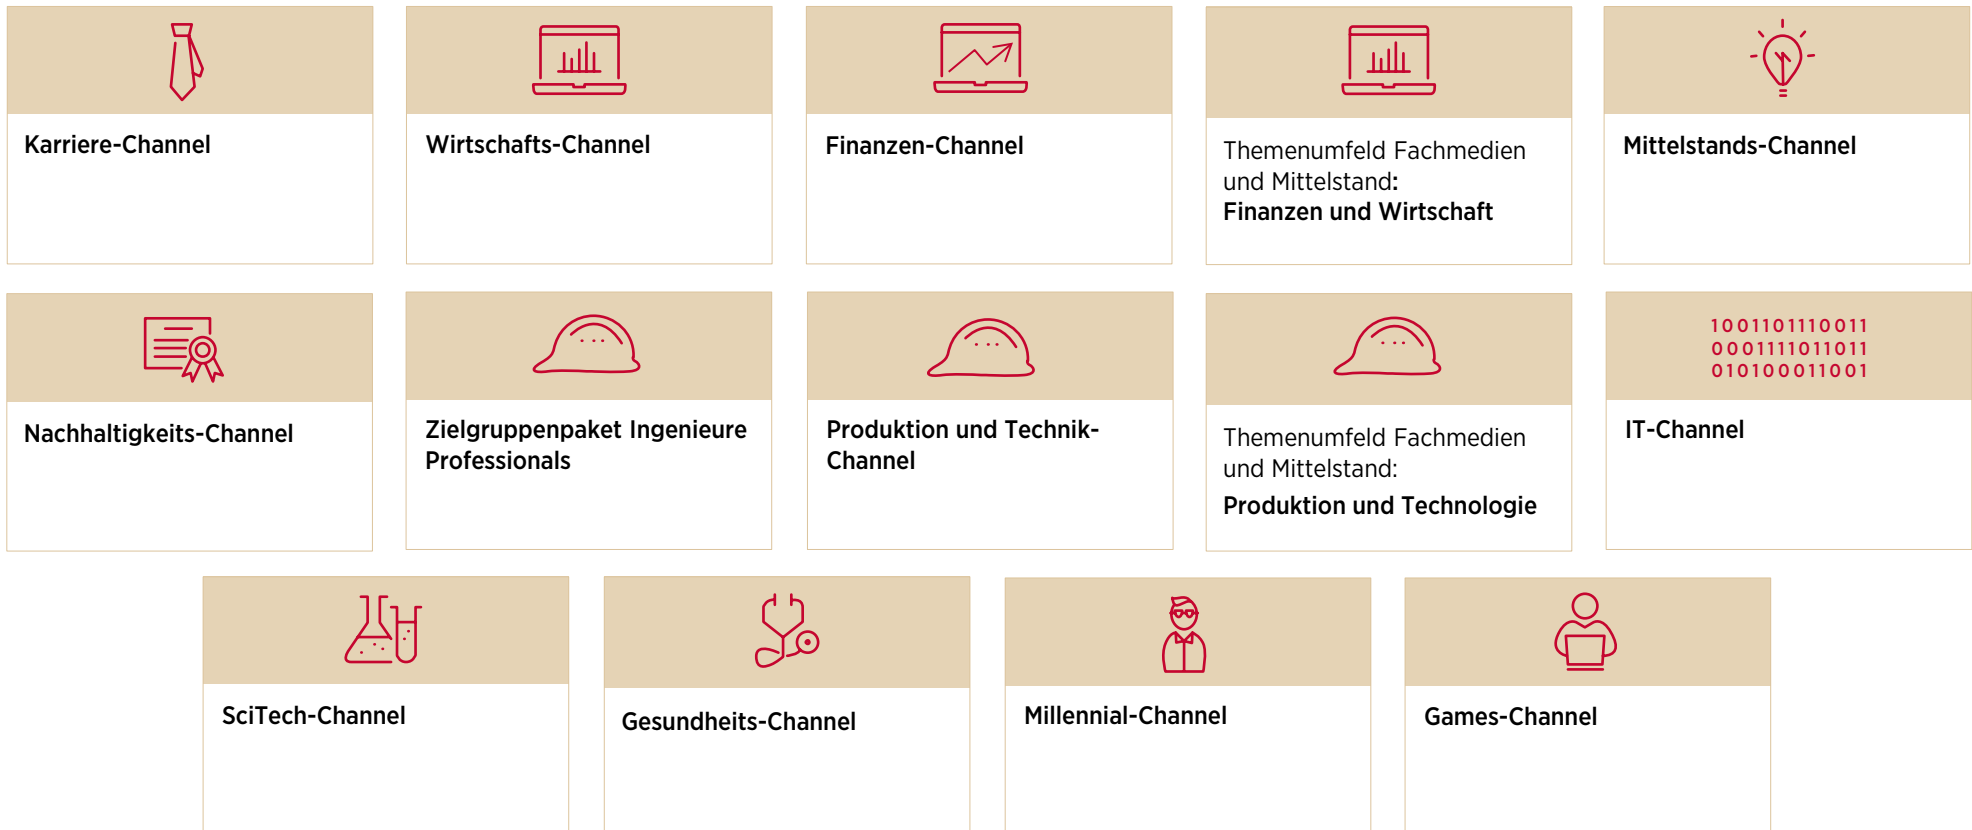 Karriere-Channel
Wirtschafts-Channel
Finanzen-Channel
Themenumfeld Fachmedien
und Mittelstand:
Finanzen und Wirtschaft
Mittelstands-Channel
Nachhaltigkeits-Channel
Zielgruppenpaket Ingenieure
Professionals
Produktion und Technik-
Channel
Themenumfeld Fachmedien
und Mittelstand:
Produktion und Technologie
1001101110011
0001111011011
010100011001
IT-Channel
SciTech-Channel
Gesundheits-Channel
Millennial-Channel
Games-Channel